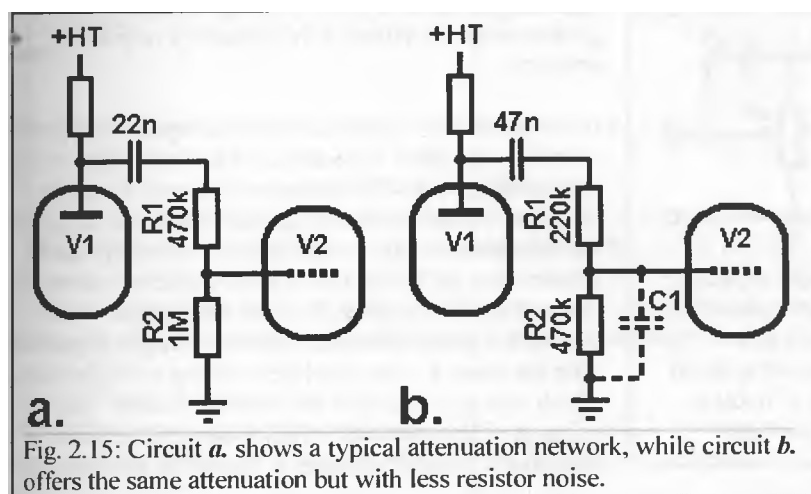 +HT
22n
R1
470k
V1
V2
R2
1M
a.
+HT
47n
R1
220k
V1
V2
R2
470k
C1
b.
Fig. 2.15: Circuit a. shows a typical attenuation network, while circuit b.
offers the same attenuation but with less resistor noise.